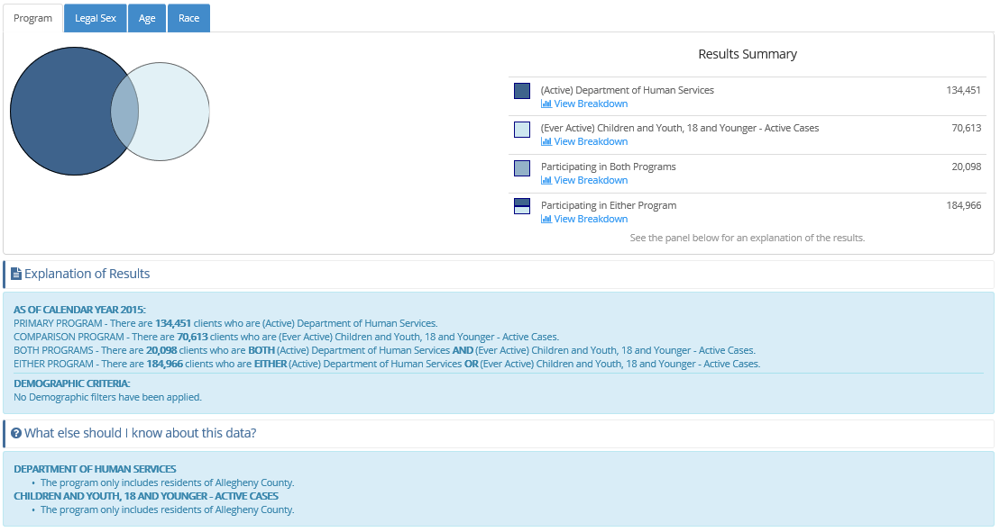 Program Legal Sex Age Race
Results Summary
(Active) Department of Human Services 134,451
View Breakdown
(Ever Active) Children and Youth, 18 and Younger - Active Cases 70,613
View Breakdown
Participating in Both Programs 20,098
View Breakdown
Participating in Either Program 184,966
View Breakdown
See the panel below for an explanation of the results.
Explanation of Results
AS OF CALENDAR YEAR 2015:
PRIMARY PROGRAM - There are 134,451 clients who are (Active) Department of Human Services.
COMPARISON PROGRAM - There are 70,613 clients who are (Ever Active) Children and Youth, 18 and Younger - Active Cases.
BOTH PROGRAMS - There are 20,098 clients who are BOTH (Active) Department of Human Services AND (Ever Active) Children and Youth, 18 and Younger - Active Cases.
EITHER PROGRAM - There are 184,966 clients who are EITHER (Active) Department of Human Services OR (Ever Active) Children and Youth, 18 and Younger - Active Cases.
DEMOGRAPHIC CRITERIA:
No Demographic filters have been applied.
What else should I know about this data?
DEPARTMENT OF HUMAN SERVICES
• The program only includes residents of Allegheny County.
CHILDREN AND YOUTH, 18 AND YOUNGER - ACTIVE CASES
• The program only includes residents of Allegheny County.